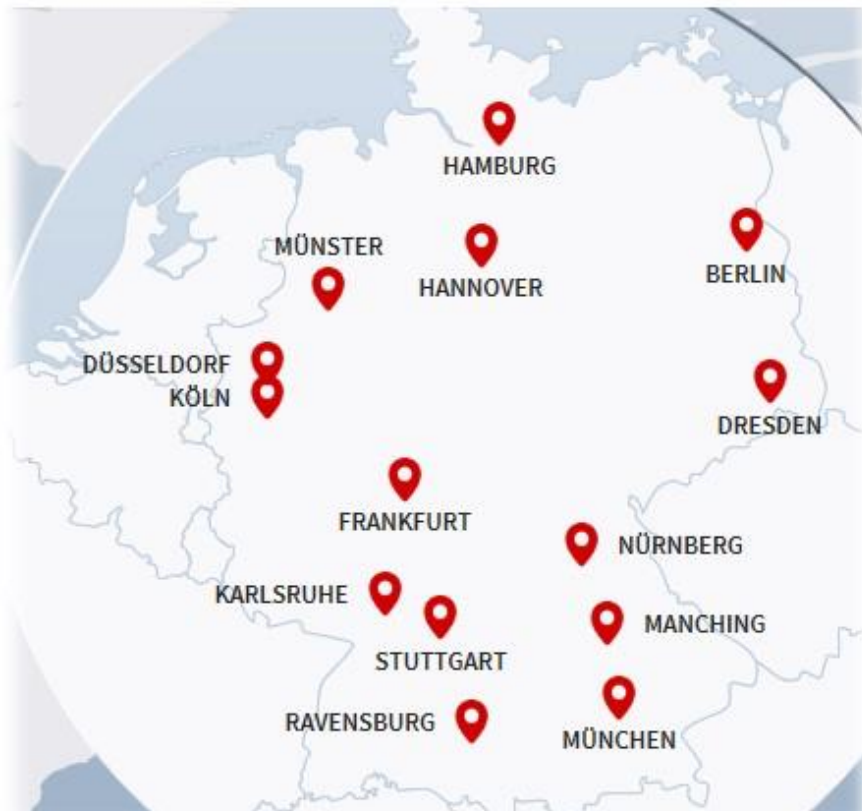 HAMBURG
MÜNSTER
HANNOVER
BERLIN
DÜSSELDORF
KÖLN
DRESDEN
FRANKFURT
NÜRNBERG
KARLSRUHE
MANCHING
STUTTGART
RAVENSBURG
MÜNCHEN